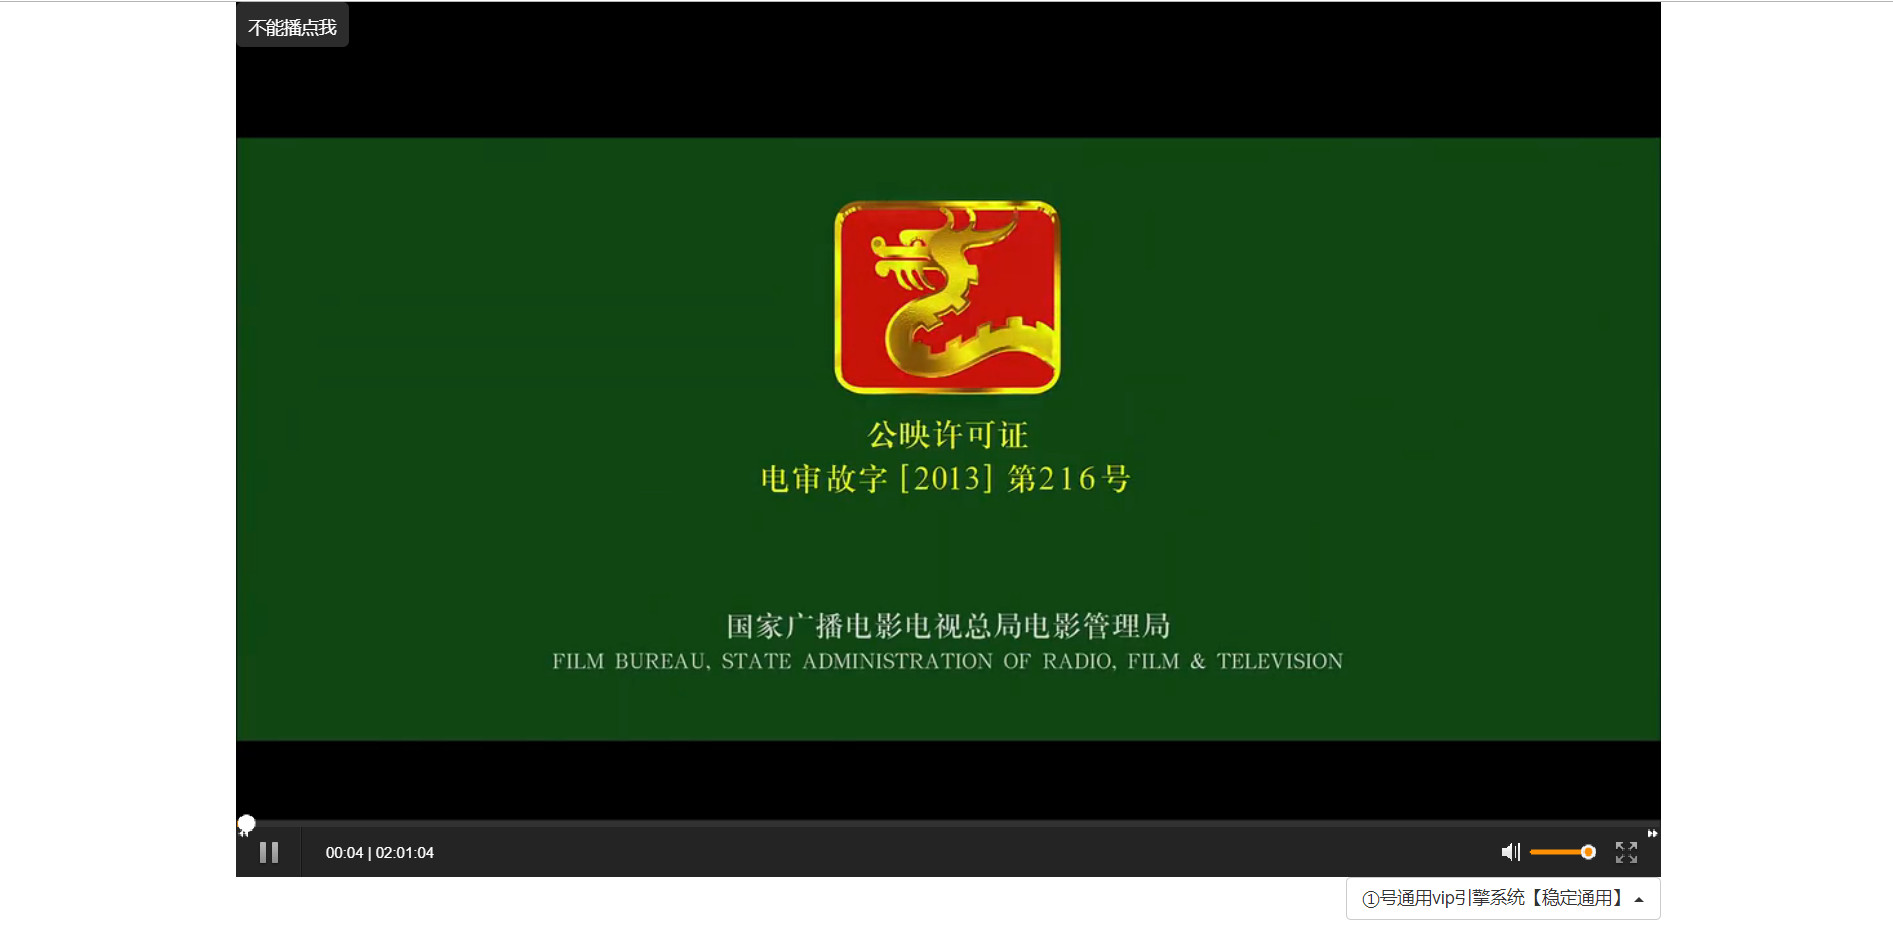 不能播点我
公映许可证
电审故字［2013］第216号
国家广播电影电视总局电影管理局
FILM BUREAU, STATE ADMINISTRATION OF RADIO, FILM & TELEVISION
00:04 | 02:01:04
①号通用vip引擎系统【稳定通用】